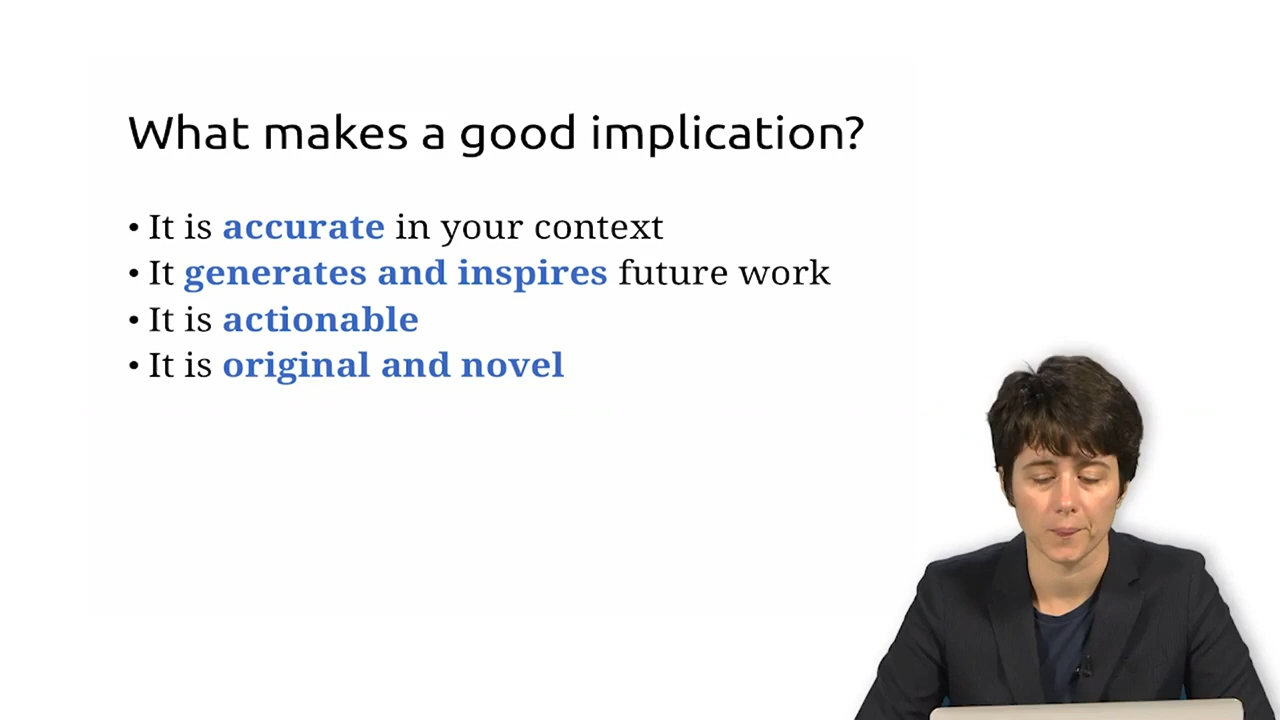 What makes a good implication?
• It is accurate in your context
• It generates and inspires future work
• It is actionable
• It is original and novel